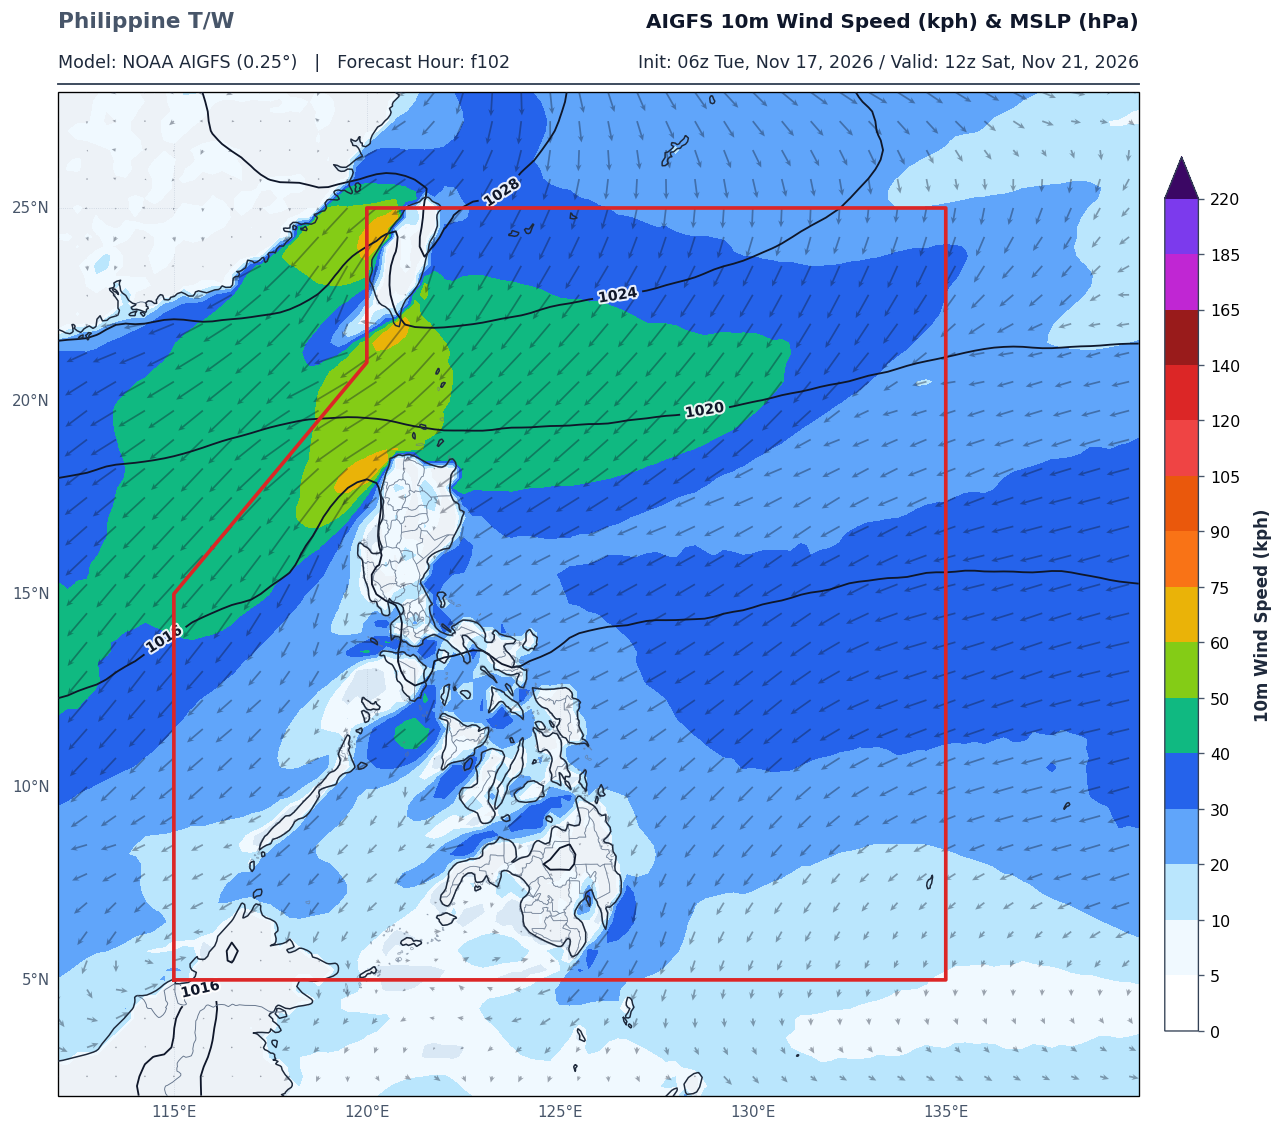 Philippine T/W
AIGFS 10m Wind Speed (kph) & MSLP (hPa)
Model: NOAA AIGFS (0.25°) | Forecast Hour: f102
Init: 06z Tue, Nov 17, 2026 / Valid: 12z Sat, Nov 21, 2026
1028
1024
1020
1016
1016
25°N
20°N
15°N
10°N
5°N
115°E
120°E
125°E
130°E
135°E
220
185
165
140
120
105
90
75
60
50
40
30
20
10
5
0
10m Wind Speed (kph)